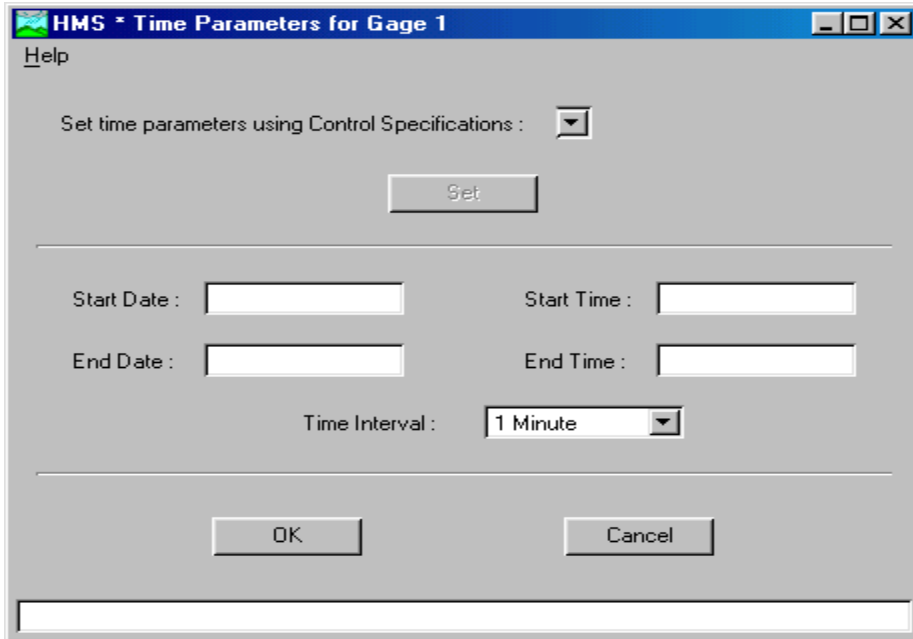 HMS * Time Parameters for Gage 1
Help
Set time parameters using Control Specifications :
Set
Start Date :
Start Time :
End Date :
End Time :
Time Interval :
1 Minute
OK
Cancel